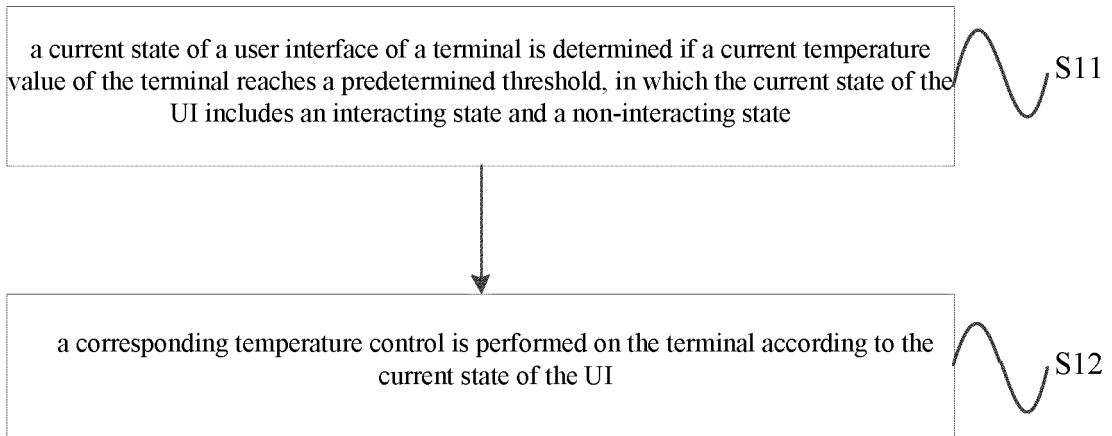 a current state of a user interface of a terminal is determined if a current temperature
value of the terminal reaches a predetermined threshold, in which the current state of the
UI includes an interacting state and a non-interacting state
S11
a corresponding temperature control is performed on the terminal according to the
current state of the UI
S12